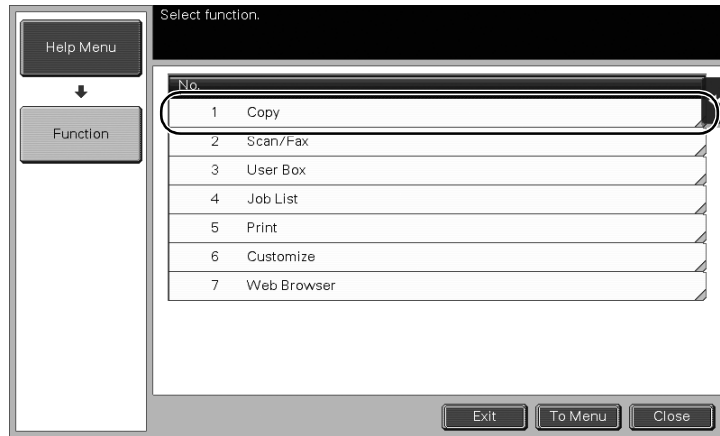 Select function.
Help Menu
Function
No.
1 Copy
2 Scan/Fax
3 User Box
4 Job List
5 Print
6 Customize
7 Web Browser
Exit To Menu Close